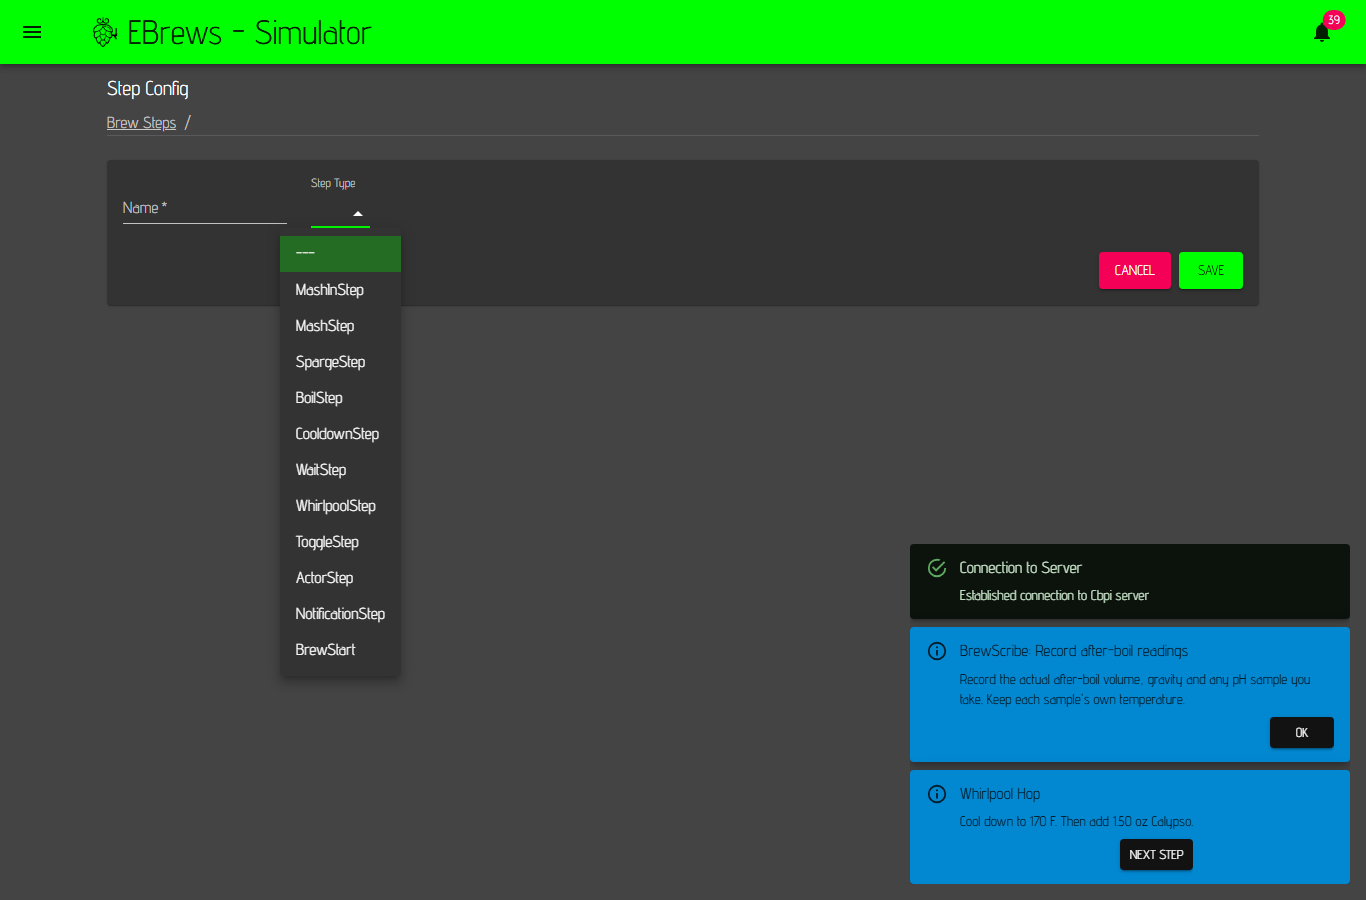 EBrews - Simulator
39
Step Config
Brew Steps /
Step Type
Name *
---
MashInStep
MashStep
SpargeStep
BoilStep
CooldownStep
WaitStep
WhirlpoolStep
ToggleStep
ActorStep
NotificationStep
BrewStart
CANCEL
SAVE
Connection to Server
Established connection to Cbpi server
BrewScribe: Record after-boil readings
Record the actual after-boil volume, gravity and any pH sample you
take. Keep each sample's own temperature.
OK
Whirlpool Hop
Cool down to 170 F. Then add 1.50 oz Calypso.
NEXT STEP